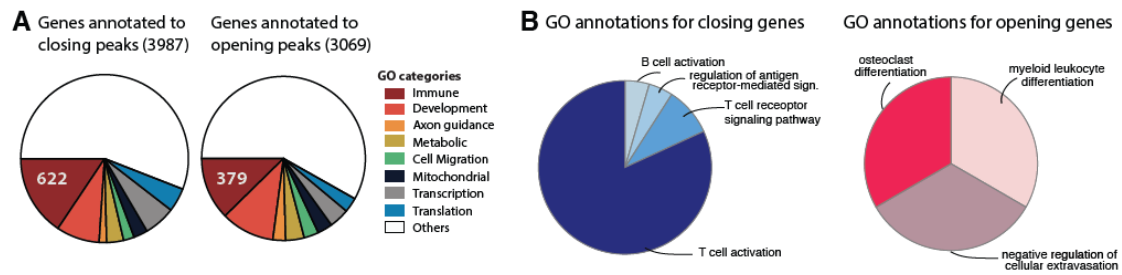 A
Genes annotated to
closing peaks (3987)
Genes annotated to
opening peaks (3069)
622
379
GO categories
Immune
Development
Axon guidance
Metabolic
Cell Migration
Mitochondrial
Transcription
Translation
Others
B
GO annotations for closing genes
B cell activation
regulation of antigen
receptor-mediated sign.
T cell receoptor
signaling pathway
T cell activation
GO annotations for opening genes
osteoclast
differentiation
myeloid leukocyte
differentiation
negative regulation of
cellular extravasation